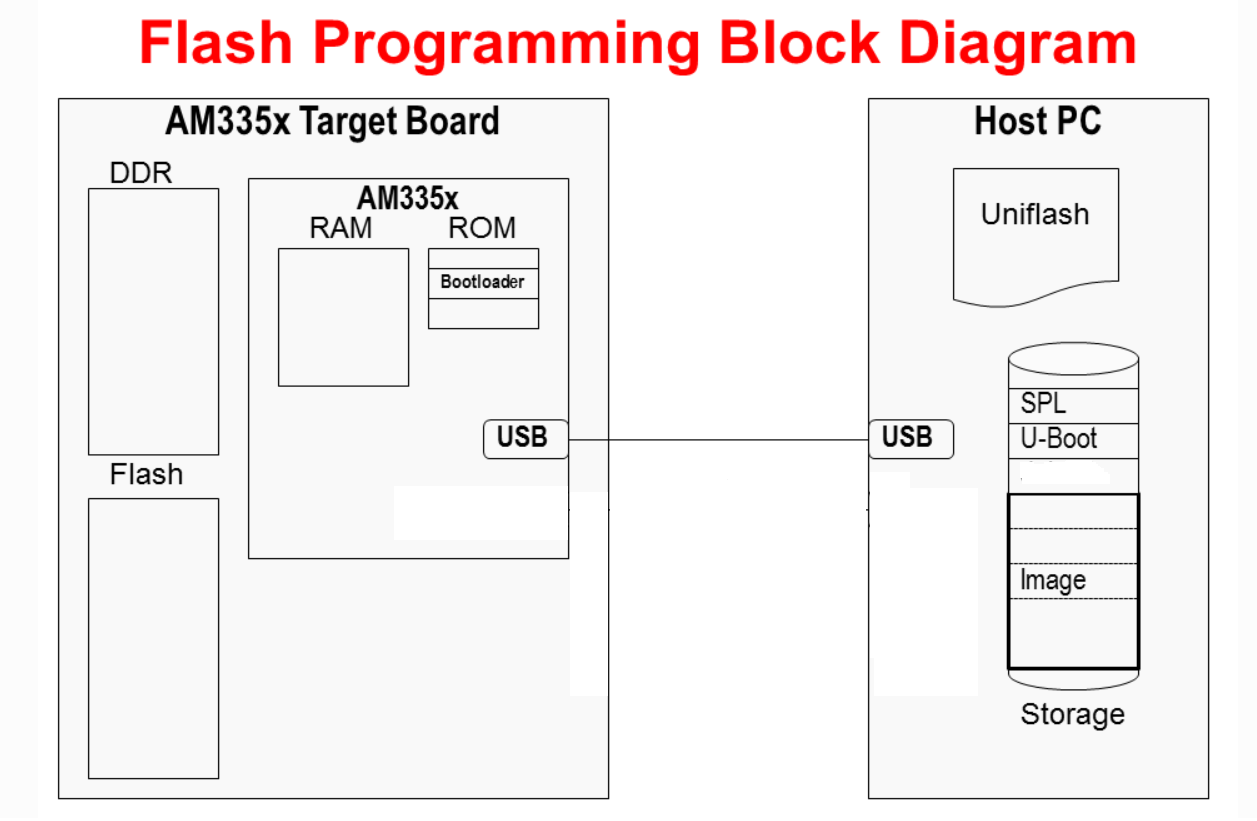 Flash Programming Block Diagram
AM335x Target Board
DDR
AM335x
RAM
ROM
Bootloader
USB
Flash
Host PC
Uniflash
SPL
U-Boot
USB
Image
Storage